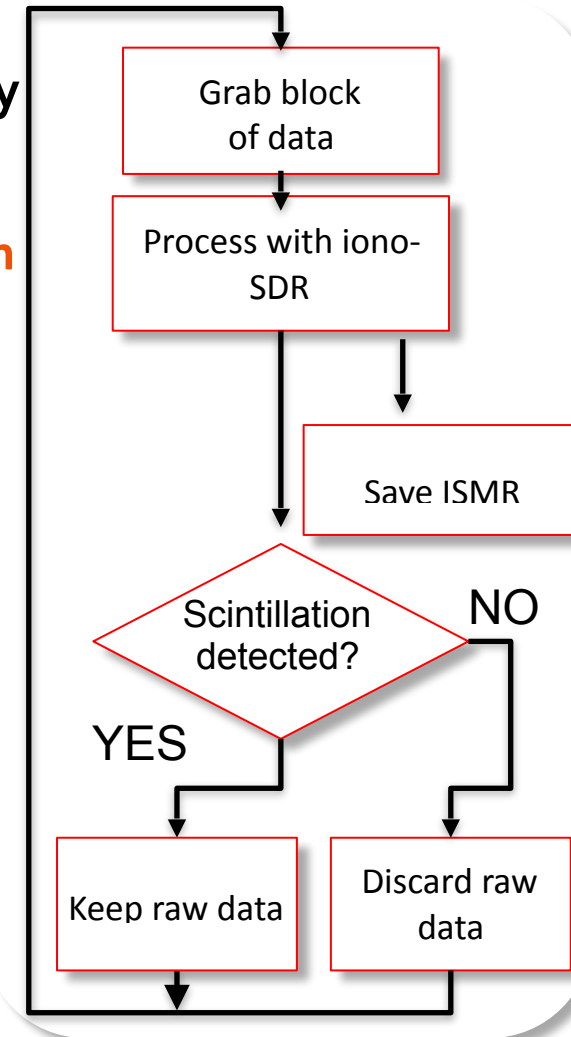 Grab block
of data
Process with iono-
SDR
Save ISMR
Scintillation
detected?
NO
YES
Keep raw data
Discard raw
data